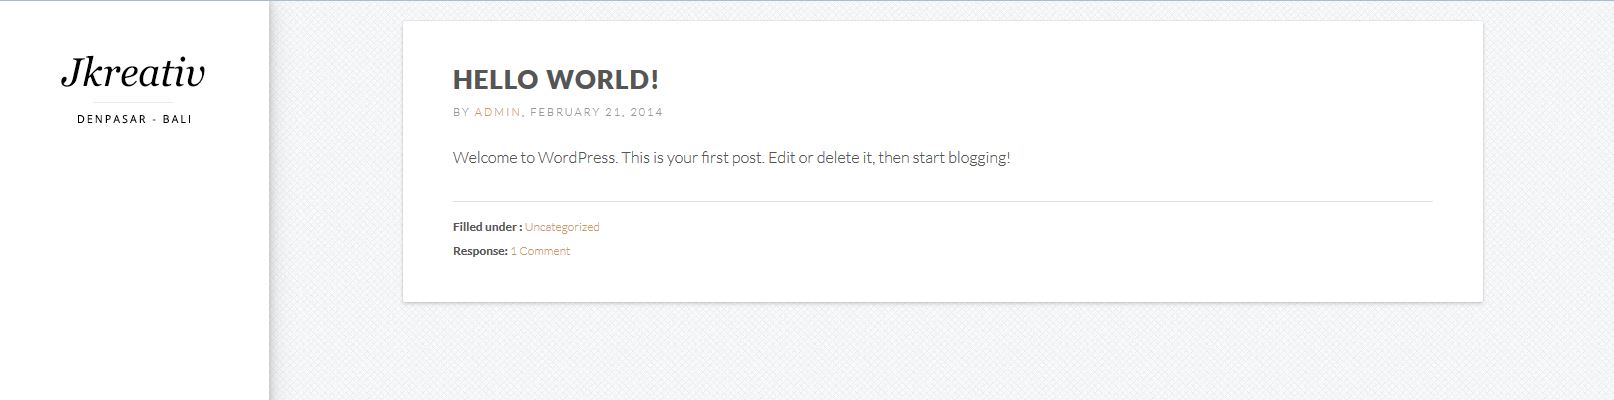 Jkreativ
DENPASAR - BALI
HELLO WORLD!
BY ADMIN, FEBRUARY 21, 2014
Welcome to WordPress. This is your first post. Edit or delete it, then start blogging!
Filled under : Uncategorized
Response: 1 Comment